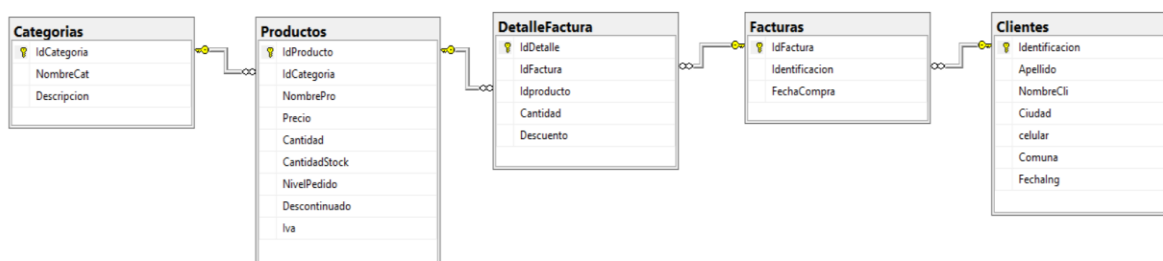 Categorias
IdCategoria
NombreCat
Descripcion
Productos
IdProducto
IdCategoria
NombrePro
Precio
Cantidad
CantidadStock
NivelPedido
Descontinuado
Iva
DetalleFactura
IdDetalle
IdFactura
Idproducto
Cantidad
Descuento
Facturas
IdFactura
Identificacion
FechaCompra
Clientes
Identificacion
Apellido
NombreCli
Ciudad
celular
Comuna
FechaIng